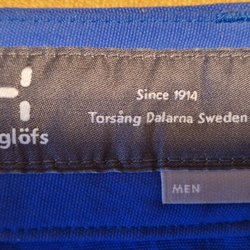 Since 1914
Torsång Dalarna Sweden
glöfs
MEN